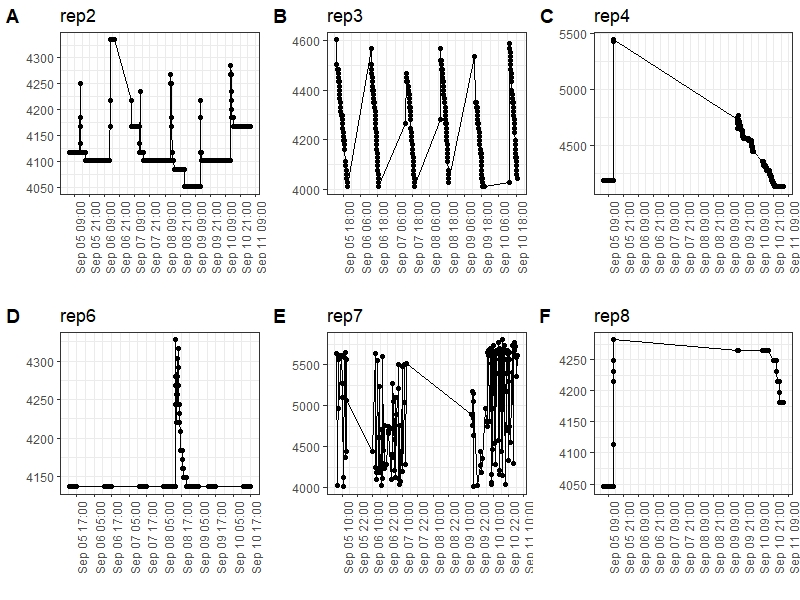 A
rep2
4300
4250
4200
4150
4100
4050
Sep 05 09:00
Sep 05 21:00
Sep 06 09:00
Sep 06 21:00
Sep 07 09:00
Sep 07 21:00
Sep 08 09:00
Sep 08 21:00
Sep 09 09:00
Sep 09 21:00
Sep 10 09:00
Sep 10 21:00
Sep 11 09:00
B
rep3
4600
4400
4200
4000
Sep 05 18:00
Sep 06 06:00
Sep 06 18:00
Sep 07 06:00
Sep 07 18:00
Sep 08 06:00
Sep 08 18:00
Sep 09 06:00
Sep 09 18:00
Sep 10 06:00
Sep 10 18:00
C
rep4
5500
5000
4500
Sep 05 09:00
Sep 05 21:00
Sep 06 09:00
Sep 06 21:00
Sep 07 09:00
Sep 07 21:00
Sep 08 09:00
Sep 08 21:00
Sep 09 09:00
Sep 09 21:00
Sep 10 09:00
Sep 10 21:00
Sep 11 09:00
D
rep6
4300
4250
4200
4150
Sep 05 17:00
Sep 06 05:00
Sep 06 17:00
Sep 07 05:00
Sep 07 17:00
Sep 08 05:00
Sep 08 17:00
Sep 09 05:00
Sep 09 17:00
Sep 10 05:00
Sep 10 17:00
E
rep7
5500
5000
4500
4000
Sep 05 10:00
Sep 05 22:00
Sep 06 10:00
Sep 06 22:00
Sep 07 10:00
Sep 07 22:00
Sep 08 10:00
Sep 08 22:00
Sep 09 10:00
Sep 09 22:00
Sep 10 10:00
Sep 10 22:00
Sep 11 10:00
F
rep8
4250
4200
4150
4100
4050
Sep 05 09:00
Sep 05 21:00
Sep 06 09:00
Sep 06 21:00
Sep 07 09:00
Sep 07 21:00
Sep 08 09:00
Sep 08 21:00
Sep 09 09:00
Sep 09 21:00
Sep 10 09:00
Sep 10 21:00
Sep 11 09:00